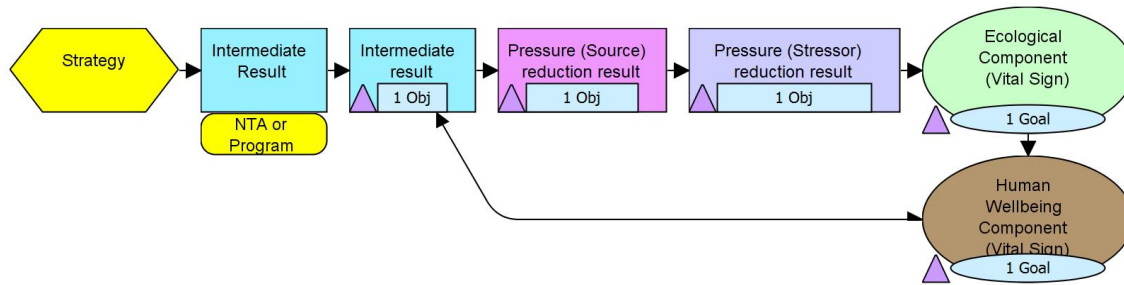 Strategy
Intermediate
Result
NTA or
Program
Intermediate
result
1 Obj
Pressure (Source)
reduction result
1 Obj
Pressure (Stressor)
reduction result
1 Obj
Ecological
Component
(Vital Sign)
1 Goal
Human
Wellbeing
Component
(Vital Sign)
1 Goal